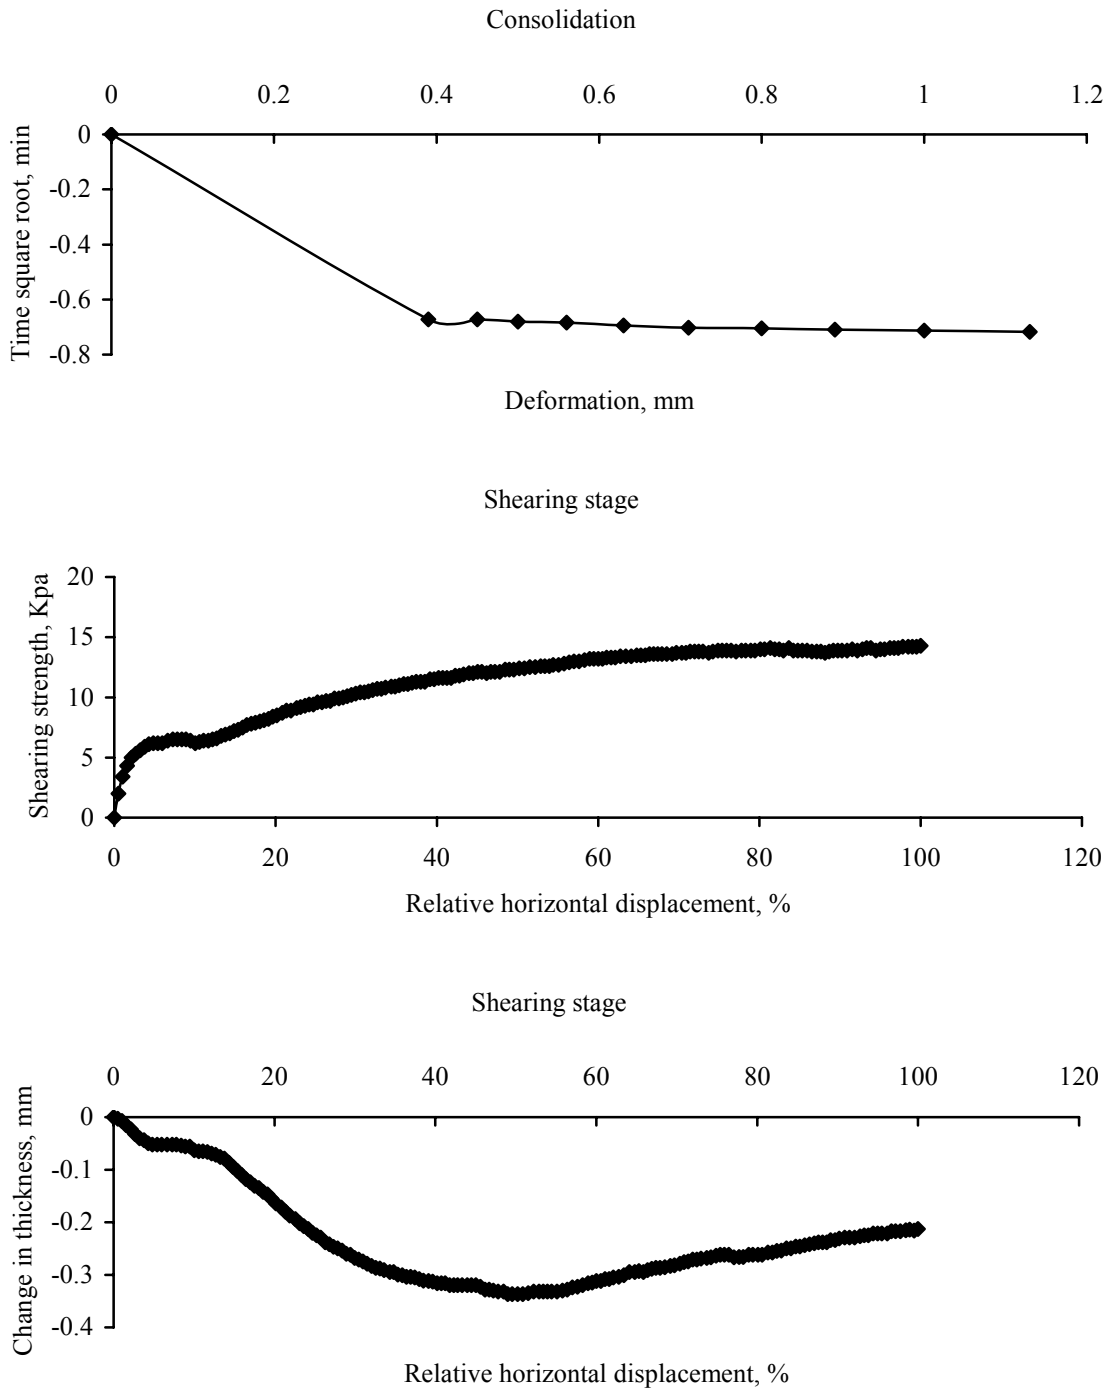 Consolidation
0 0.2 0.4 0.6 0.8 1 1.2
0
-0.2
-0.4
-0.6
-0.8
Time square root, min
Deformation, mm
Shearing stage
20
15
10
5
0
Shearing strength, Kpa
0 20 40 60 80 100 120
Relative horizontal displacement, %
Shearing stage
0 20 40 60 80 100 120
0
-0.1
-0.2
-0.3
-0.4
Change in thickness, mm
Relative horizontal displacement, %